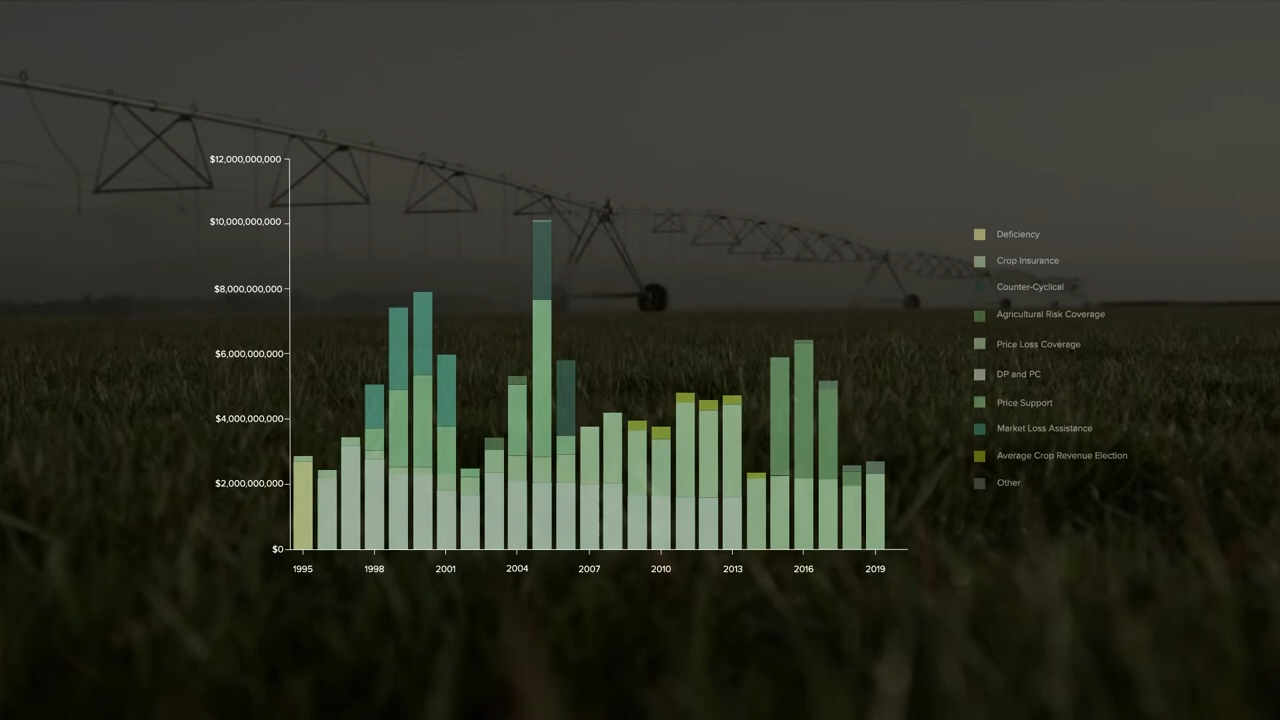 $12,000,000,000
$10,000,000,000
$8,000,000,000
$6,000,000,000
$4,000,000,000
$2,000,000,000
$0
1995 1998 2001 2004 2007 2010 2013 2016 2019
Deficiency
Crop Insurance
Counter-Cyclical
Agricultural Risk Coverage
Price Loss Coverage
DP and PC
Price Support
Market Loss Assistance
Average Crop Revenue Election
Other